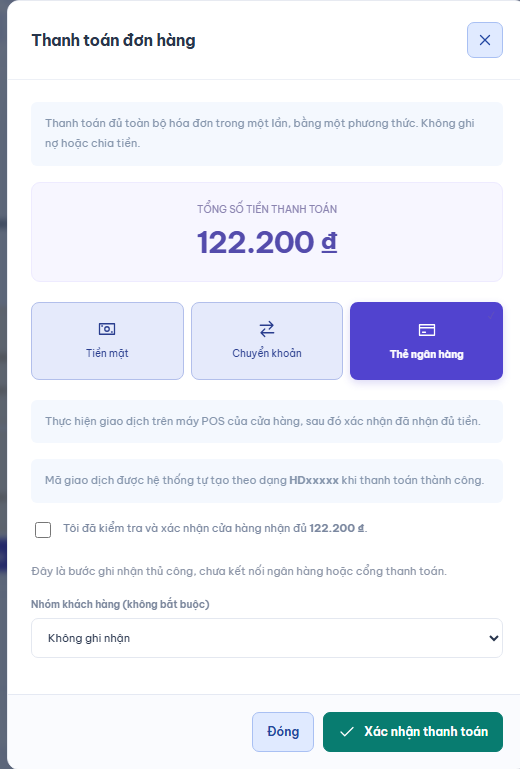 Thanh toán đơn hàng
Thanh toán đủ toàn bộ hóa đơn trong một lần, bằng một phương thức. Không ghi
nợ hoặc chia tiền.
TỔNG SỐ TIỀN THANH TOÁN
122.200 đ
Tiền mặt
Chuyển khoản
Thẻ ngân hàng
Thực hiện giao dịch trên máy POS của cửa hàng, sau đó xác nhận đã nhận đủ tiền.
Mã giao dịch được hệ thống tự tạo theo dạng HDxxxxx khi thanh toán thành công.
Tôi đã kiểm tra và xác nhận cửa hàng nhận đủ 122.200 đ.
Đây là bước ghi nhận thủ công, chưa kết nối ngân hàng hoặc cổng thanh toán.
Nhóm khách hàng (không bắt buộc)
Không ghi nhận
Đóng
Xác nhận thanh toán